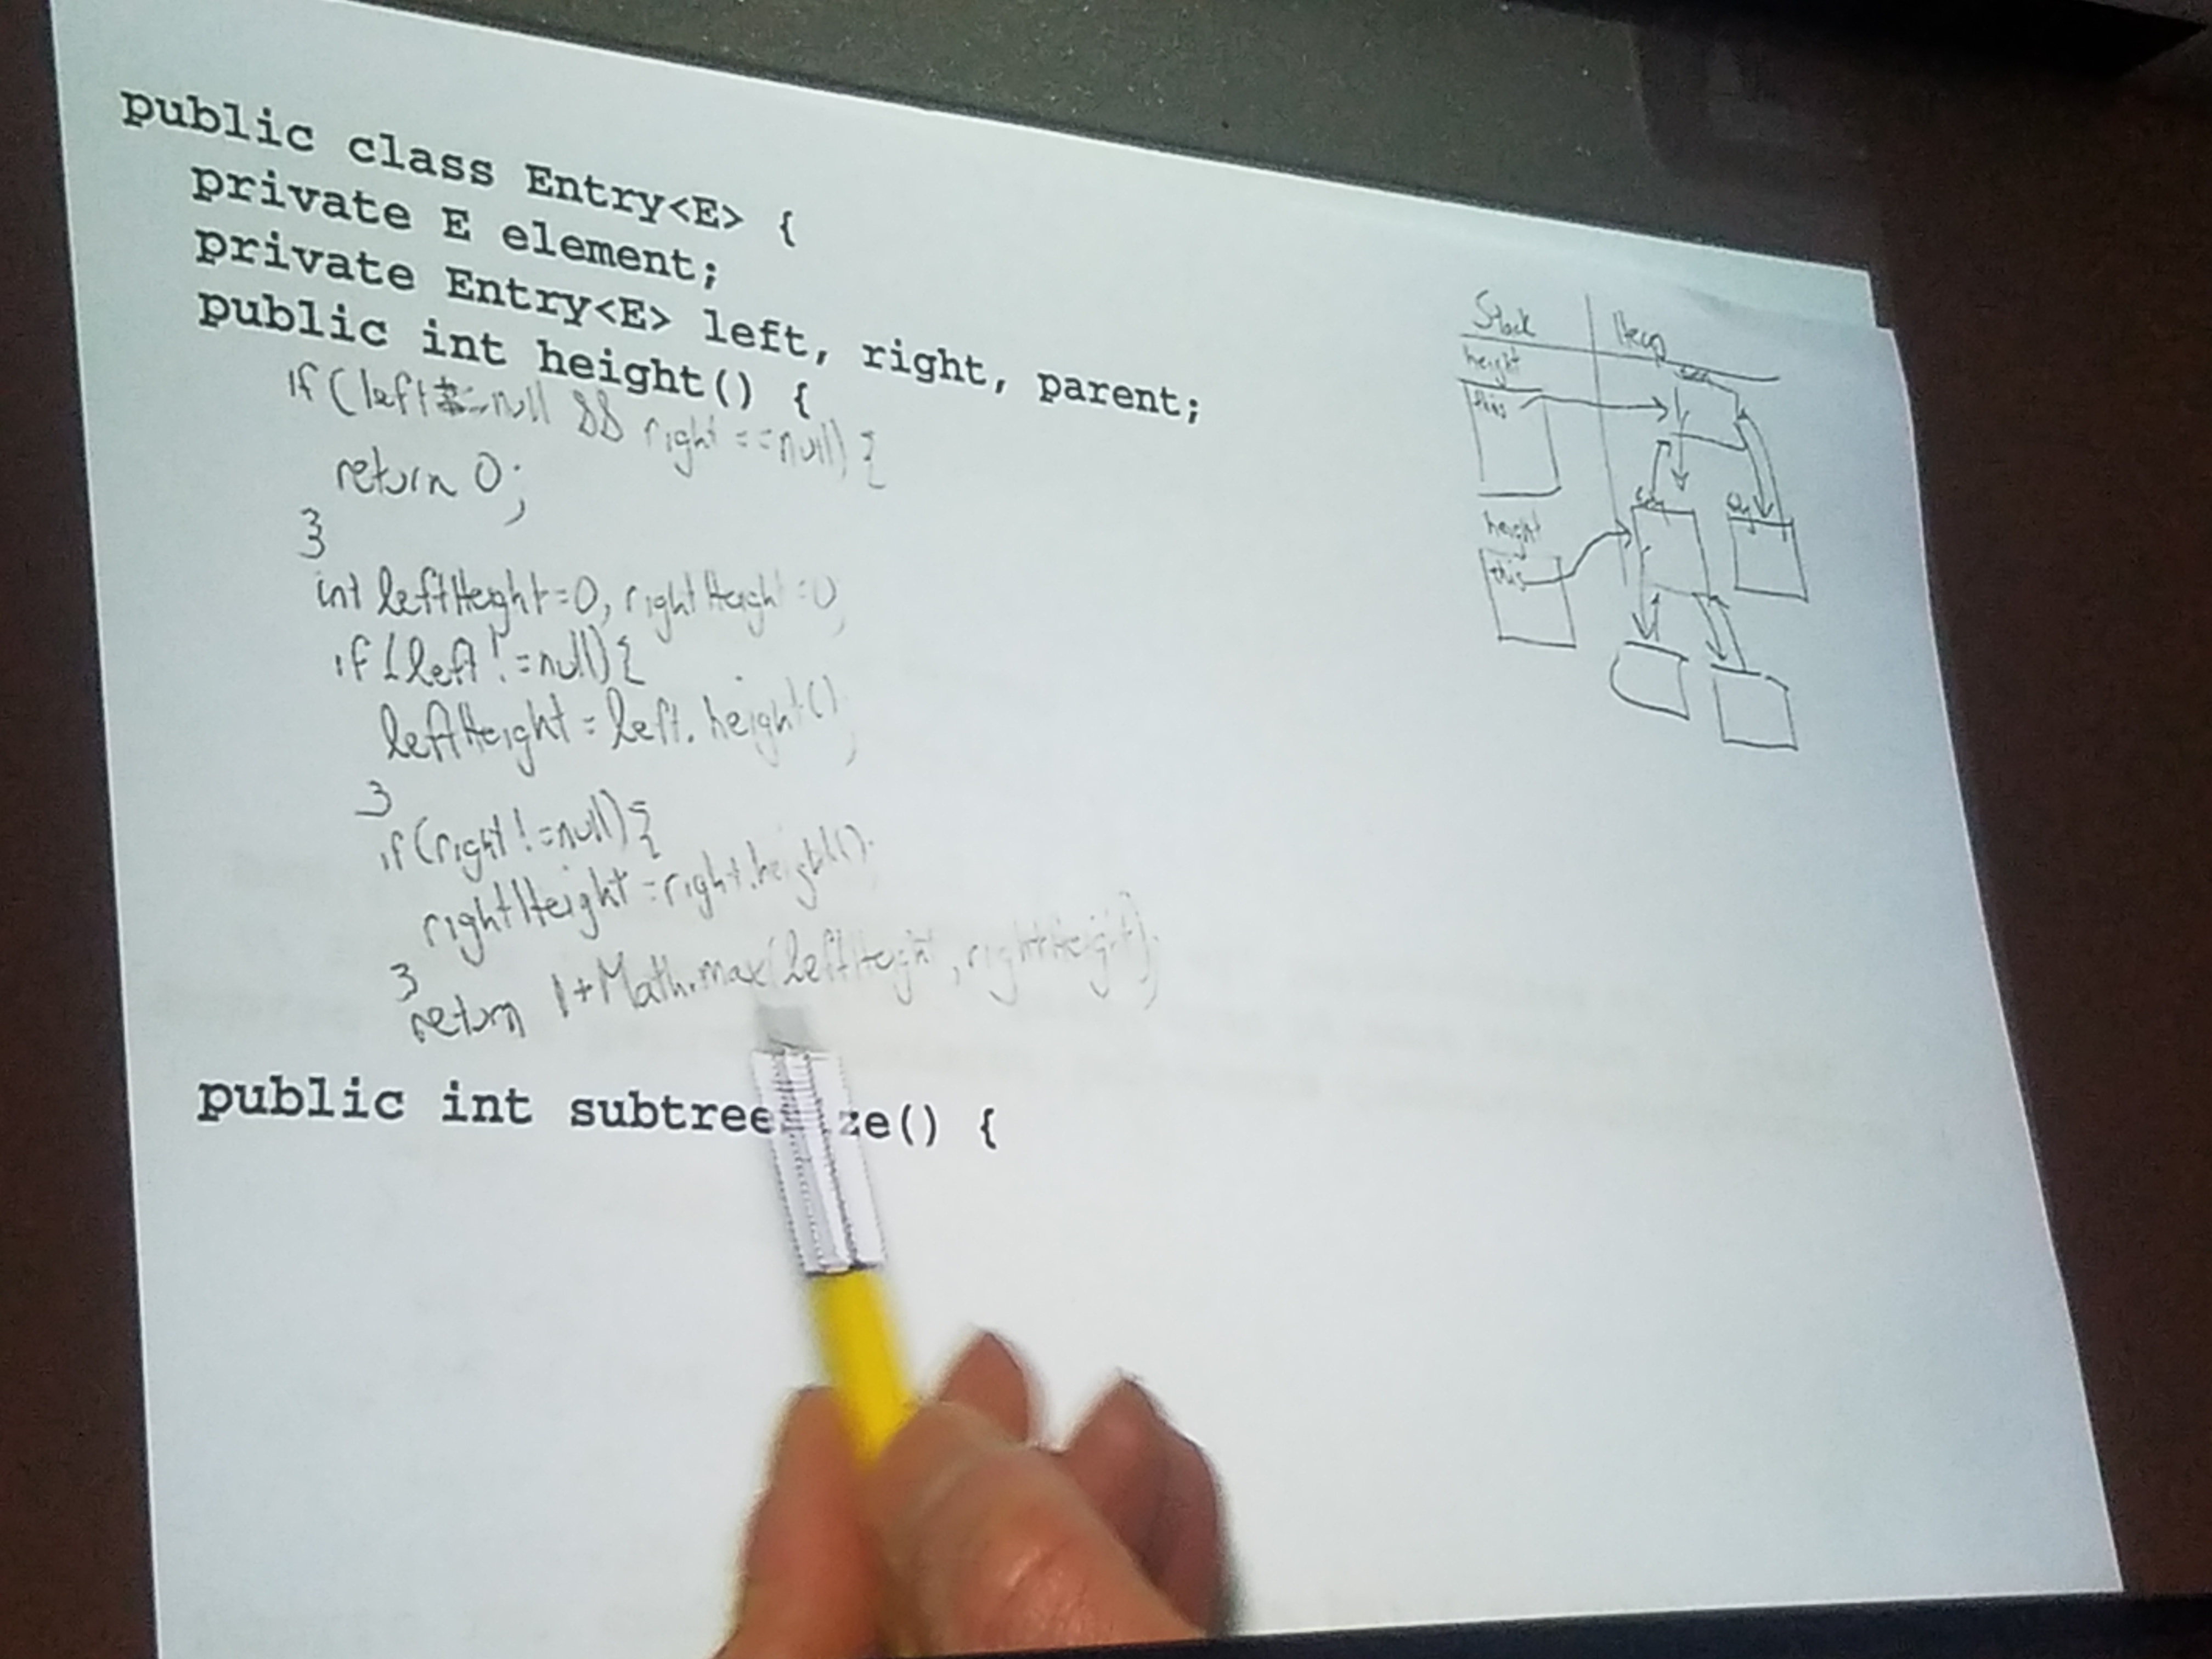 public class Entry<E> {
private E element;
private Entry<E> left, right, parent;
public int height() {
if (left == null && right == null) {
return 0;
}
int leftHeight=0, rightHeight=0;
if (left != null) {
leftHeight = left.height();
}
if (right != null) {
rightHeight = right.height();
}
return 1+Math.max(leftHeight, rightHeight);
public int subtree ze() {
Stack Heap
height
this
height
this